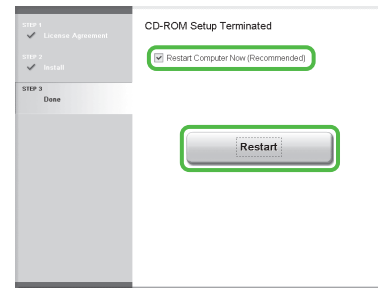 STEP 1
License Agreement
STEP 2
Install
STEP 3
Done
CD-ROM Setup Terminated
Restart Computer Now (Recommended)
Restart